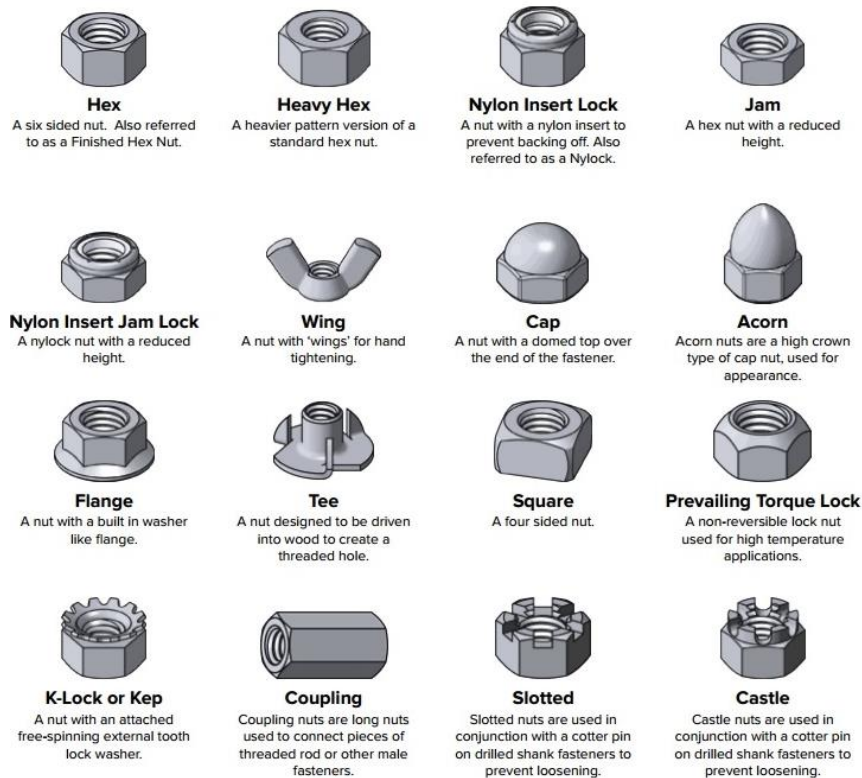 Hex
A six sided nut. Also referred
to as a Finished Hex Nut.
Heavy Hex
A heavier pattern version of a
standard hex nut.
Nylon Insert Lock
A nut with a nylon insert to
prevent backing off. Also
referred to as a Nylock.
Jam
A hex nut with a reduced
height.
Nylon Insert Jam Lock
A nylock nut with a reduced
height.
Wing
A nut with ‘wings’ for hand
tightening.
Cap
A nut with a domed top over
the end of the fastener.
Acorn
Acorn nuts are a high crown
type of cap nut, used for
appearance.
Flange
A nut with a built in washer
like flange.
Tee
A nut designed to be driven
into wood to create a
threaded hole.
Square
A four sided nut.
Prevailing Torque Lock
A non-reversible lock nut
used for high temperature
applications.
K-Lock or Kep
A nut with an attached
free-spinning external tooth
lock washer.
Coupling
Coupling nuts are long nuts
used to connect pieces of
threaded rod or other male
fasteners.
Slotted
Slotted nuts are used in
conjunction with a cotter pin
on drilled shank fasteners to
prevent loosening.
Castle
Castle nuts are used in
conjunction with a cotter pin
on drilled shank fasteners to
prevent loosening.